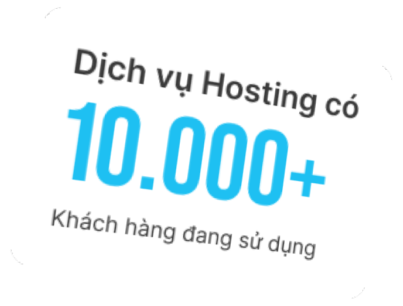 Dịch vụ Hosting có
10.000+
Khách hàng đang sử dụng